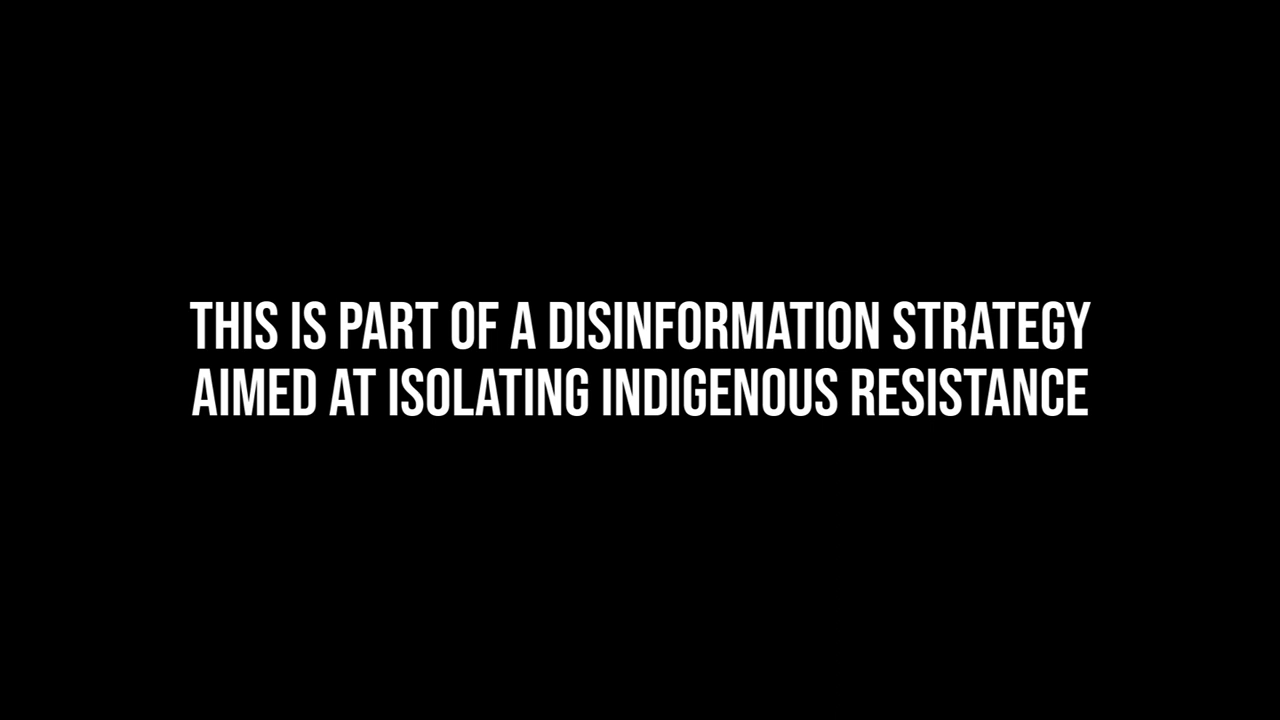 THIS IS PART OF A DISINFORMATION STRATEGY
AIMED AT ISOLATING INDIGENOUS RESISTANCE